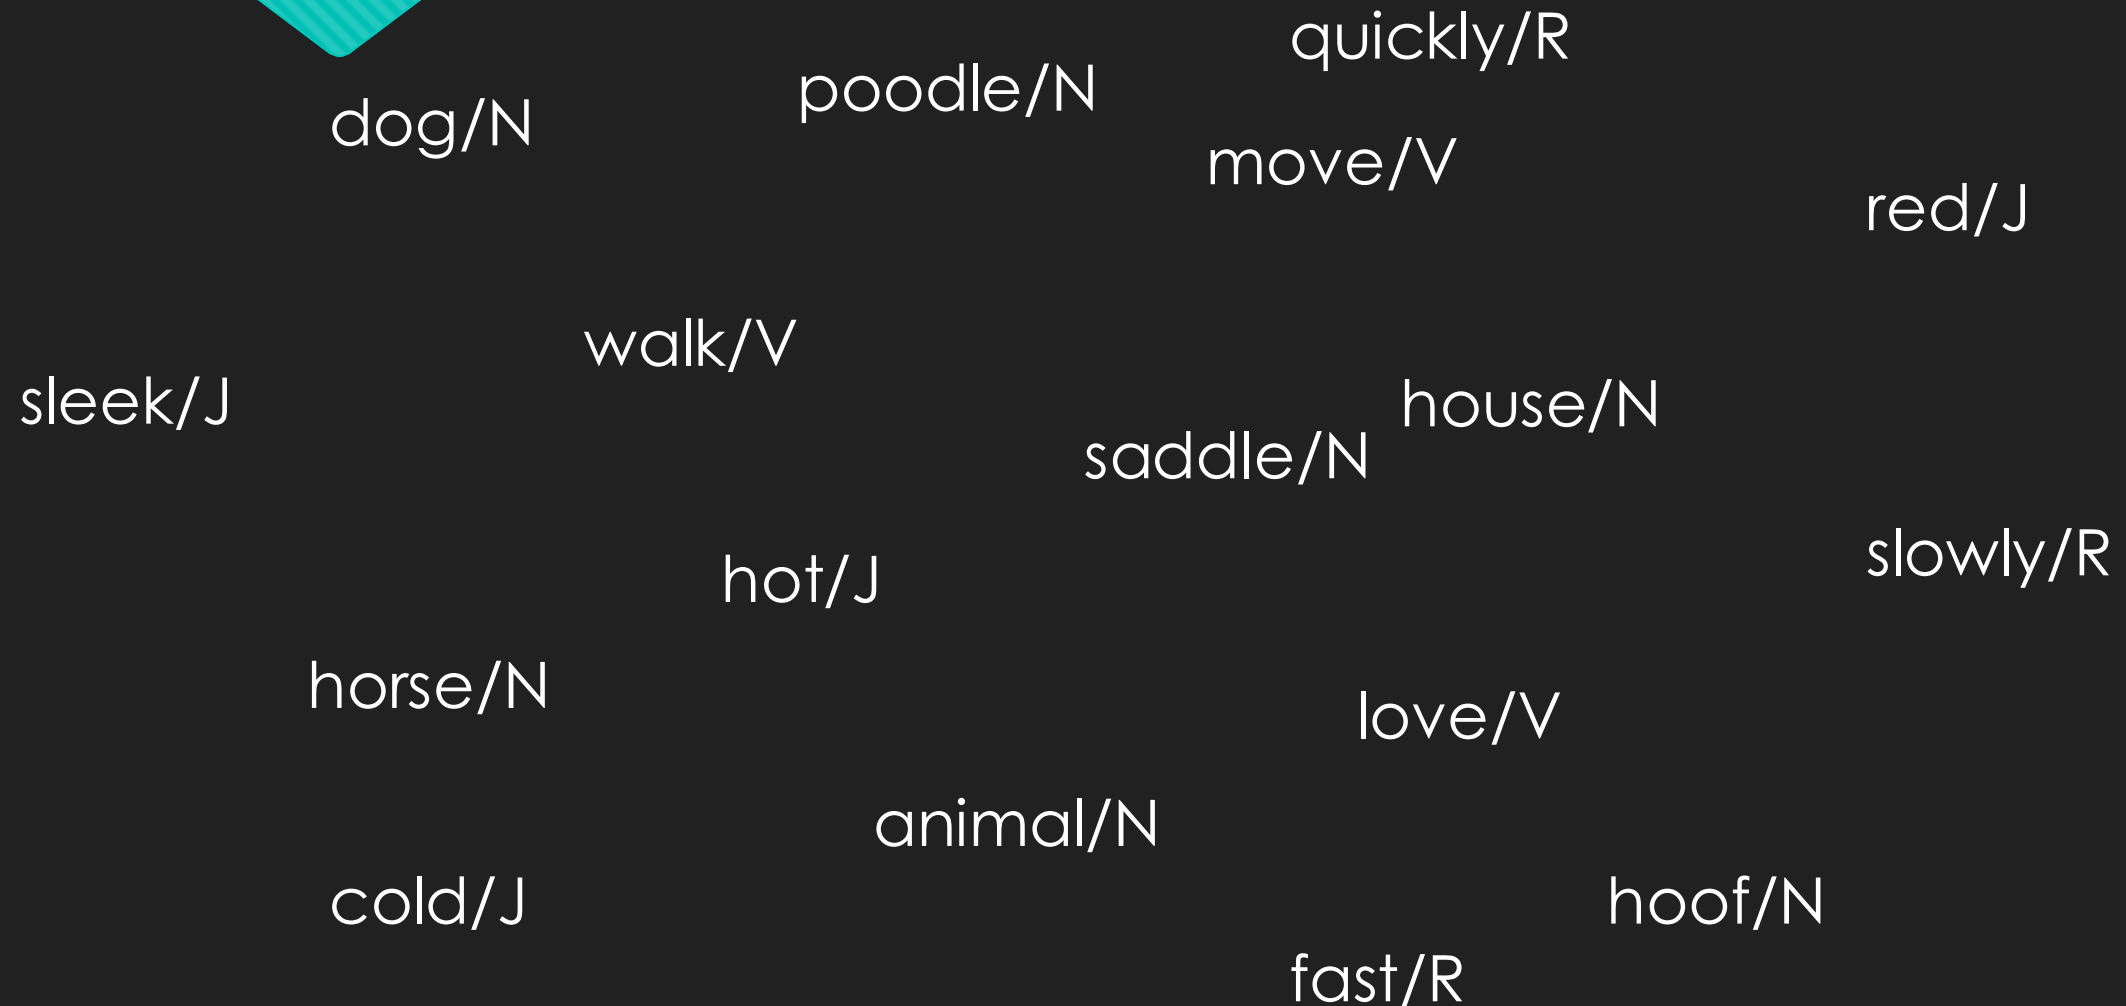 quickly/R
poodle/N
dog/N
move/V
red/J
walk/V
sleek/J
house/N
saddle/N
slowly/R
hot/J
horse/N
love/V
animal/N
cold/J
hoof/N
fast/R